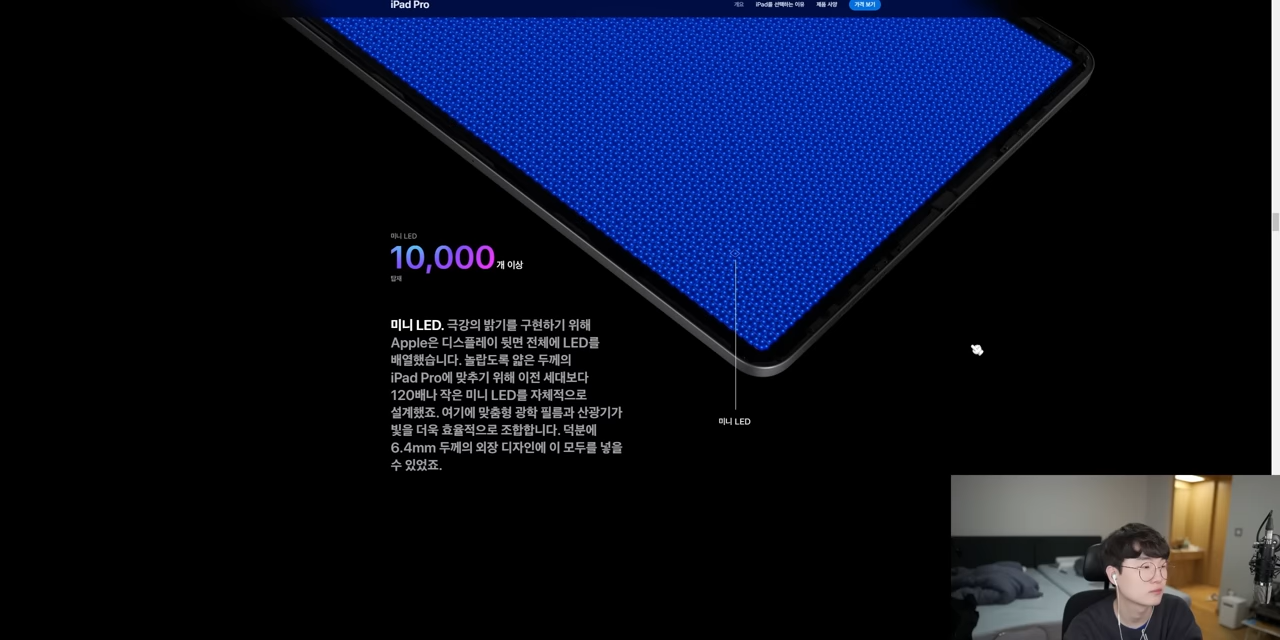 iPad Pro
개요 iPad를 선택하는 이유 제품 사양 가격 보기
미니 LED
10,000개 이상
탑재
미니 LED. 극강의 밝기를 구현하기 위해
Apple은 디스플레이 뒷면 전체에 LED를
배열했습니다. 놀랍도록 얇은 두께의
iPad Pro에 맞추기 위해 이전 세대보다
120배나 작은 미니 LED를 자체적으로
설계했죠. 여기에 맞춤형 광학 필름과 산광기가
빛을 더욱 효율적으로 조합합니다. 덕분에
6.4mm 두께의 외장 디자인에 이 모두를 넣을
수 있었죠.
미니 LED